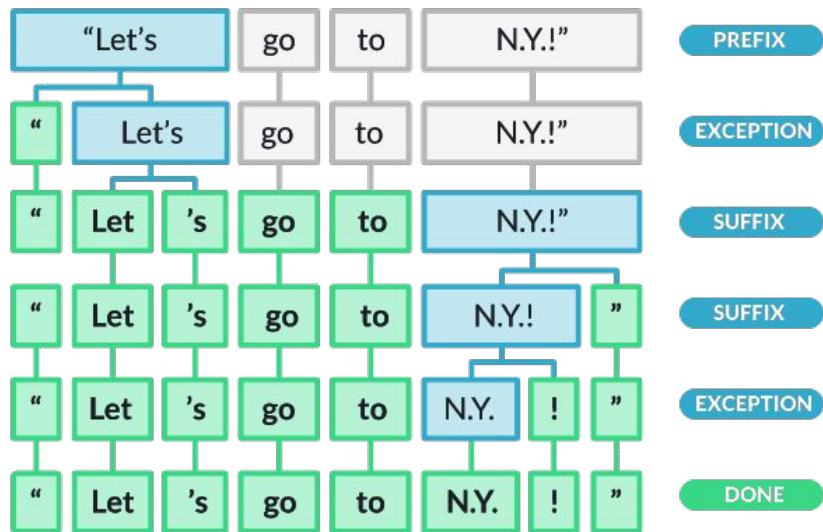 “Let’s go to N.Y.!” PREFIX
“ Let’s go to N.Y.!” EXCEPTION
“ Let ’s go to N.Y.!” SUFFIX
“ Let ’s go to N.Y.! ” SUFFIX
“ Let ’s go to N.Y. ! ” EXCEPTION
“ Let ’s go to N.Y. ! ” DONE